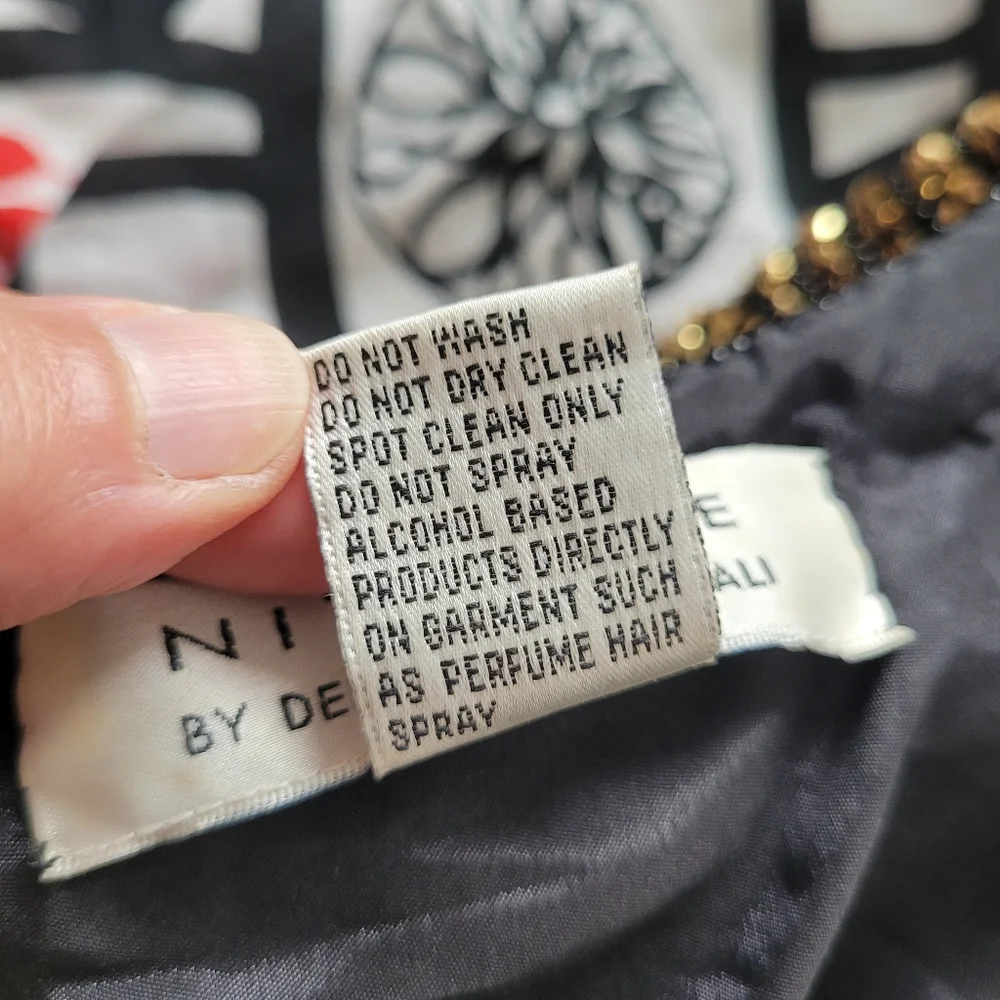 DO NOT WASH
DO NOT DRY CLEAN
SPOT CLEAN ONLY
DO NOT SPRAY
ALCOHOL BASED
PRODUCTS DIRECTLY
ON GARMENT SUCH
AS PERFUME HAIR
SPRAY
BY